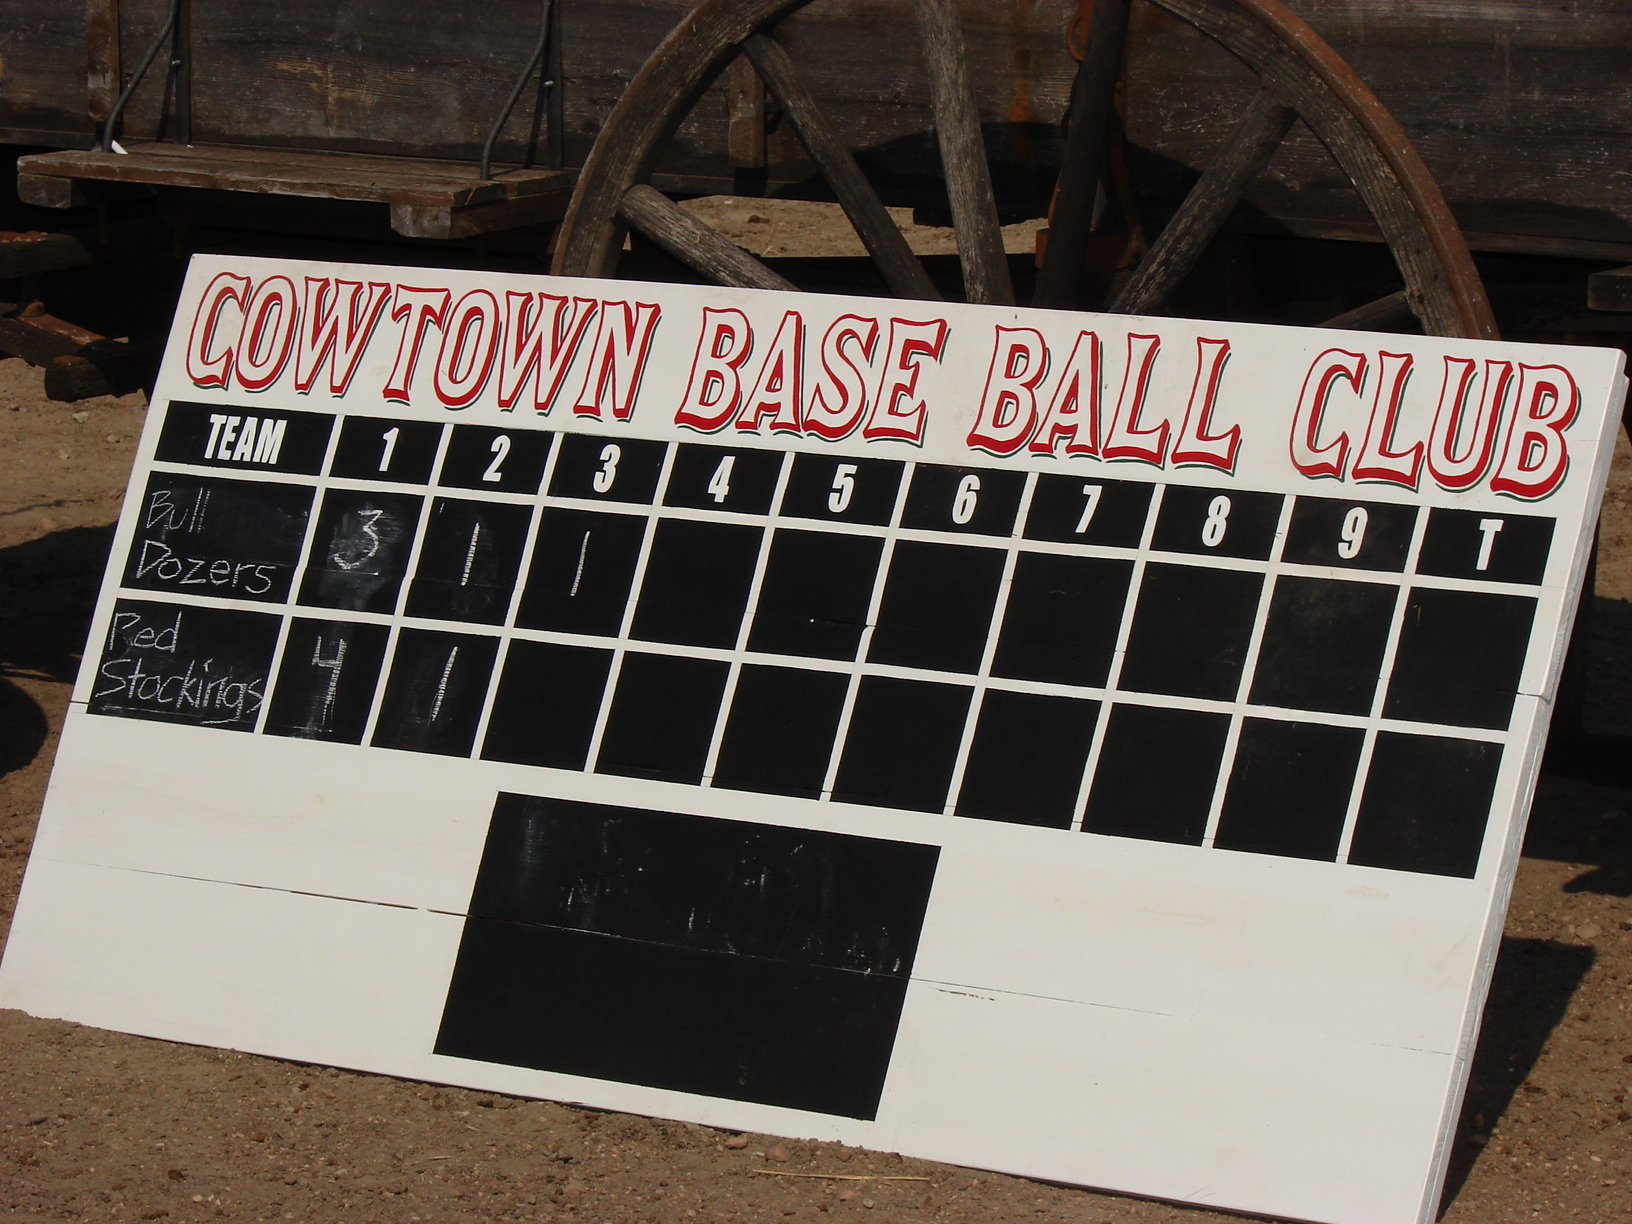 COWTOWN BASE BALL CLUB
TEAM 1 2 3 4 5 6 7 8 9 T
Bull
Dozers 3 1 1
Red
Stockings 4 1